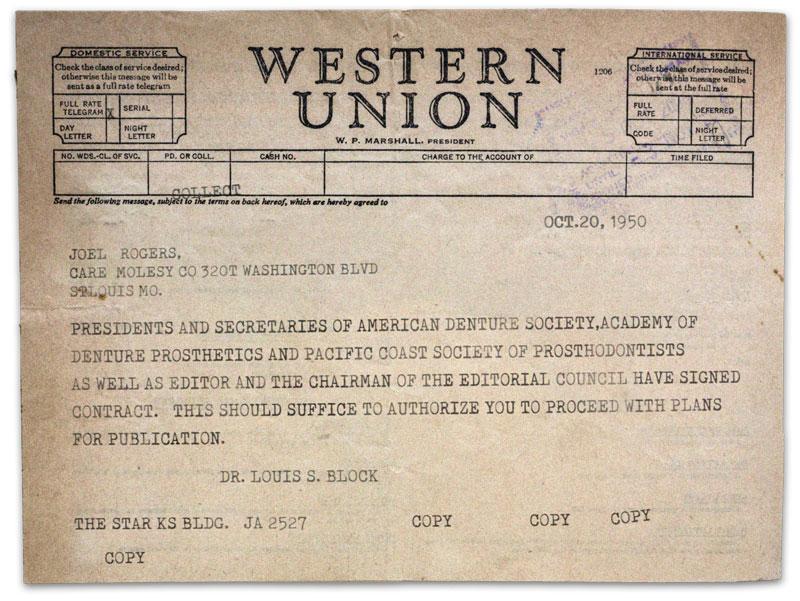 DOMESTIC SERVICE
Check the class of service desired;
otherwise this message will be
sent as a full rate telegram
FULL RATE TELEGRAM X SERIAL
DAY LETTER NIGHT LETTER
WESTERN
UNION
1206
W. P. MARSHALL, PRESIDENT
INTERNATIONAL SERVICE
Check the class of service desired;
otherwise this message will be
sent at the full rate
FULL RATE DEFERRED
CODE NIGHT LETTER
NO. WDS.-CL. OF SVC. PD. OR COLL. CASH NO. CHARGE TO THE ACCOUNT OF TIME FILED
COLLECT
Send the following message, subject to the terms on back hereof, which are hereby agreed to
OCT.20, 1950
JOEL ROGERS,
CARE MOLESY CO 320T WASHINGTON BLVD
STLOUIS MO.
PRESIDENTS AND SECRETARIES OF AMERICAN DENTURE SOCIETY,ACADEMY OF
DENTURE PROSTHETICS AND PACIFIC COAST SOCIETY OF PROSTHODONTISTS
AS WELL AS EDITOR AND THE CHAIRMAN OF THE EDITORIAL COUNCIL HAVE SIGNED
CONTRACT. THIS SHOULD SUFFICE TO AUTHORIZE YOU TO PROCEED WITH PLANS
FOR PUBLICATION.
DR. LOUIS S. BLOCK
THE STAR KS BLDG. JA 2527 COPY COPY COPY
COPY